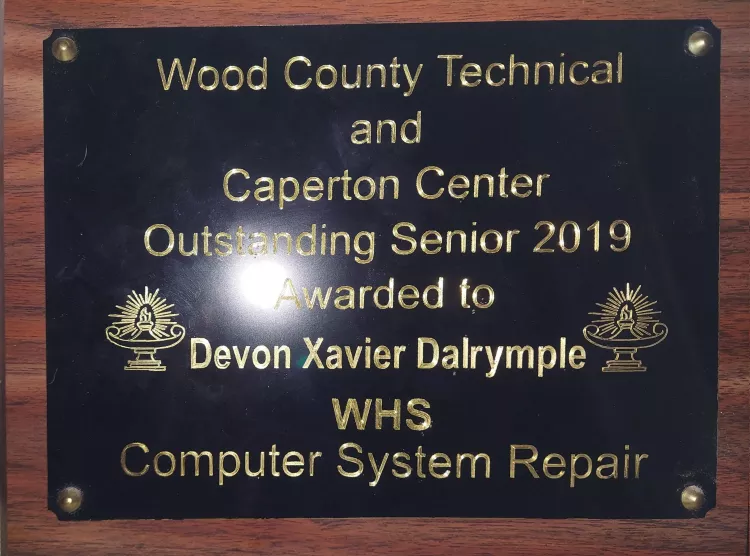 Wood County Technical
and
Caperton Center
Outstanding Senior 2019
Awarded to
Devon Xavier Dalrymple
WHS
Computer System Repair